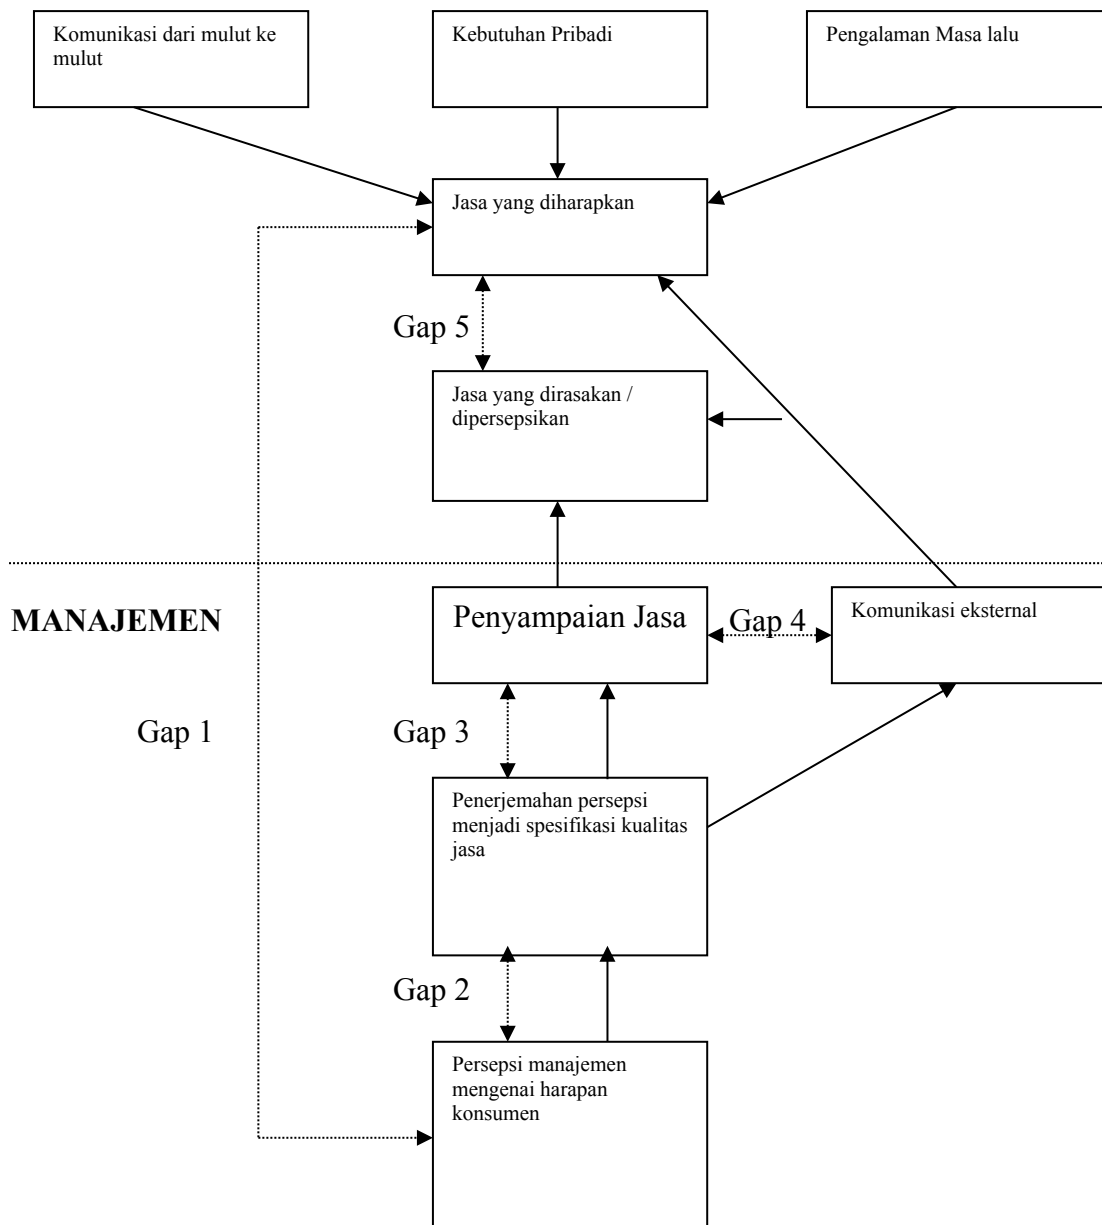 Komunikasi dari mulut ke
mulut
Kebutuhan Pribadi
Pengalaman Masa lalu
Jasa yang diharapkan
Gap 5
Jasa yang dirasakan /
dipersepsikan
MANAJEMEN
Penyampaian Jasa
Gap 4
Komunikasi eksternal
Gap 1
Gap 3
Penerjemahan persepsi
menjadi spesifikasi kualitas
jasa
Gap 2
Persepsi manajemen
mengenai harapan
konsumen